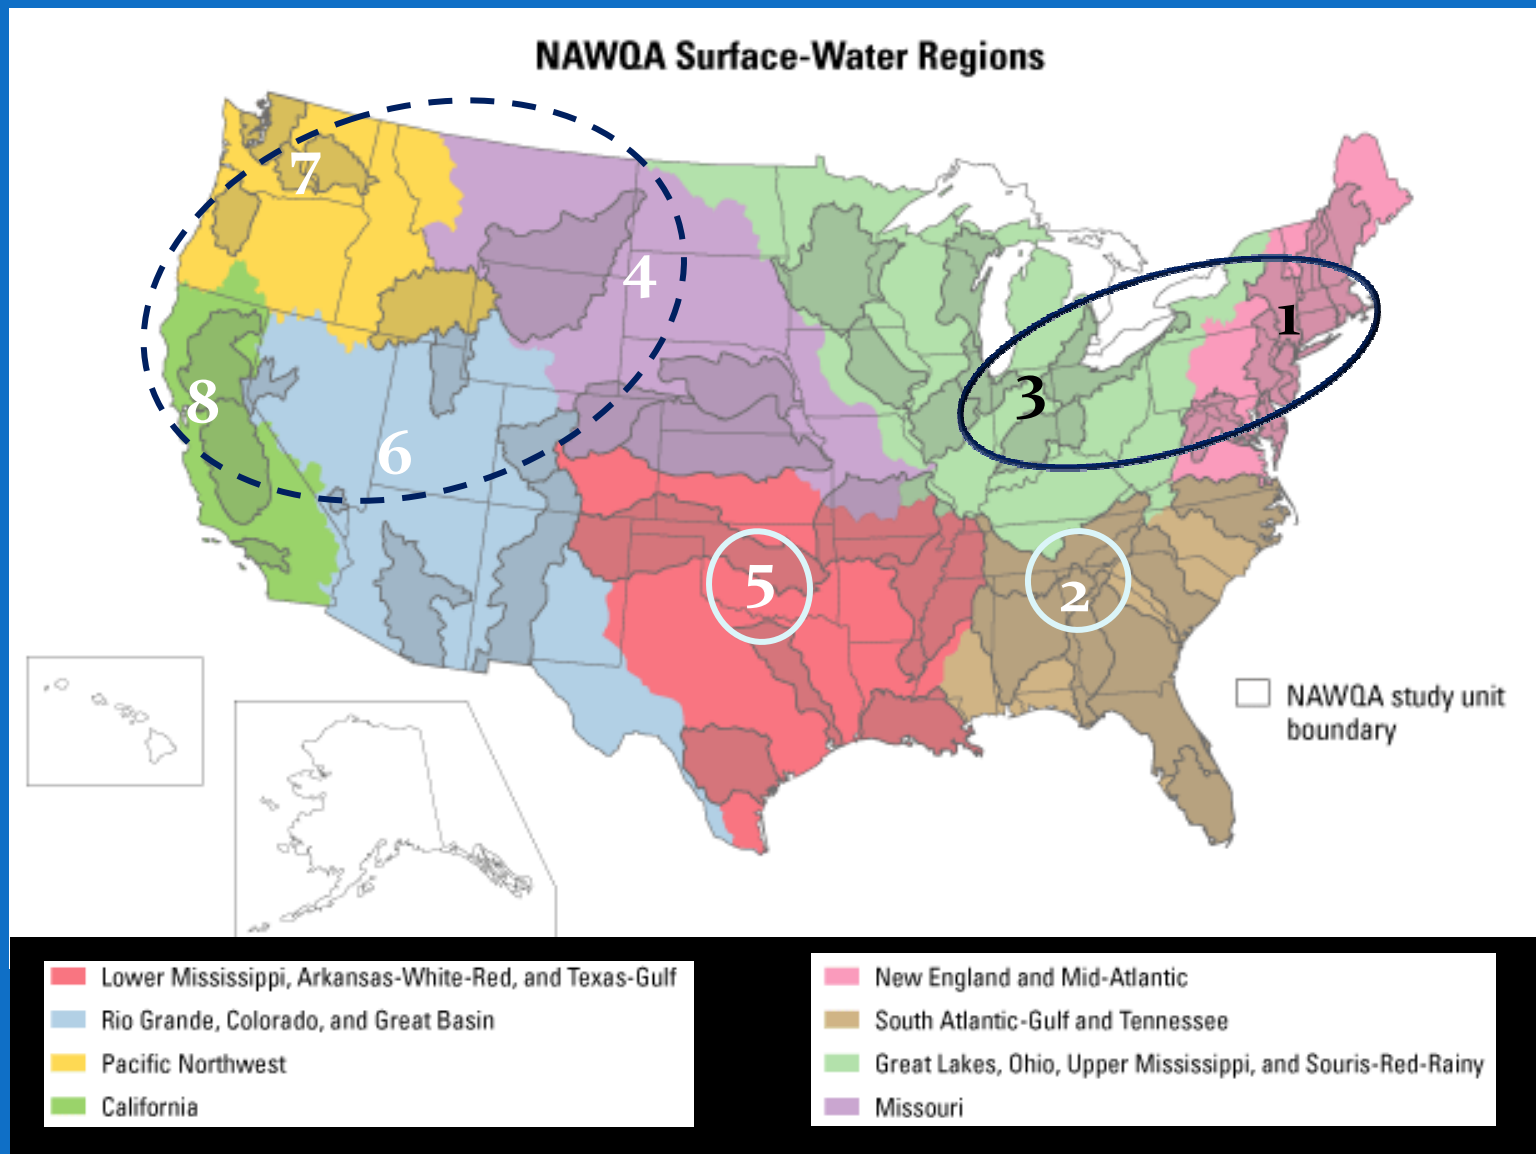 NAWQA Surface-Water Regions
7
4
1
3
8
6
5
2
NAWQA study unit
boundary
Lower Mississippi, Arkansas-White-Red, and Texas-Gulf
Rio Grande, Colorado, and Great Basin
Pacific Northwest
California
New England and Mid-Atlantic
South Atlantic-Gulf and Tennessee
Great Lakes, Ohio, Upper Mississippi, and Souris-Red-Rainy
Missouri